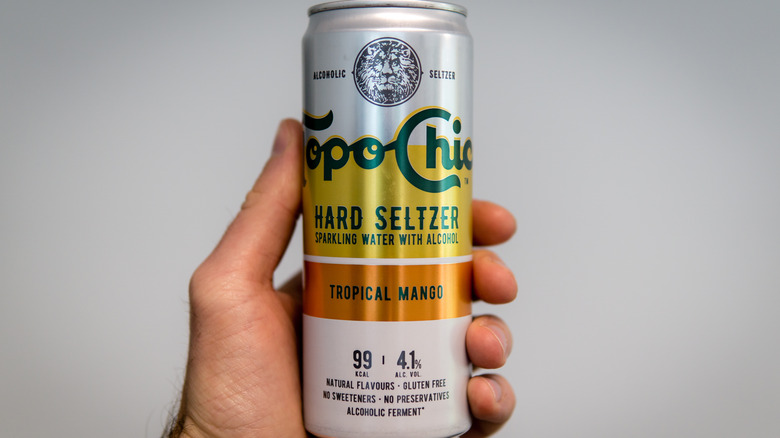 ALCOHOLIC SELTZER
Topo Chico
™
HARD SELTZER
SPARKLING WATER WITH ALCOHOL
TROPICAL MANGO
99 | 4.1%
KCAL ALC. VOL.
NATURAL FLAVOURS · GLUTEN FREE
NO SWEETENERS · NO PRESERVATIVES
ALCOHOLIC FERMENT*